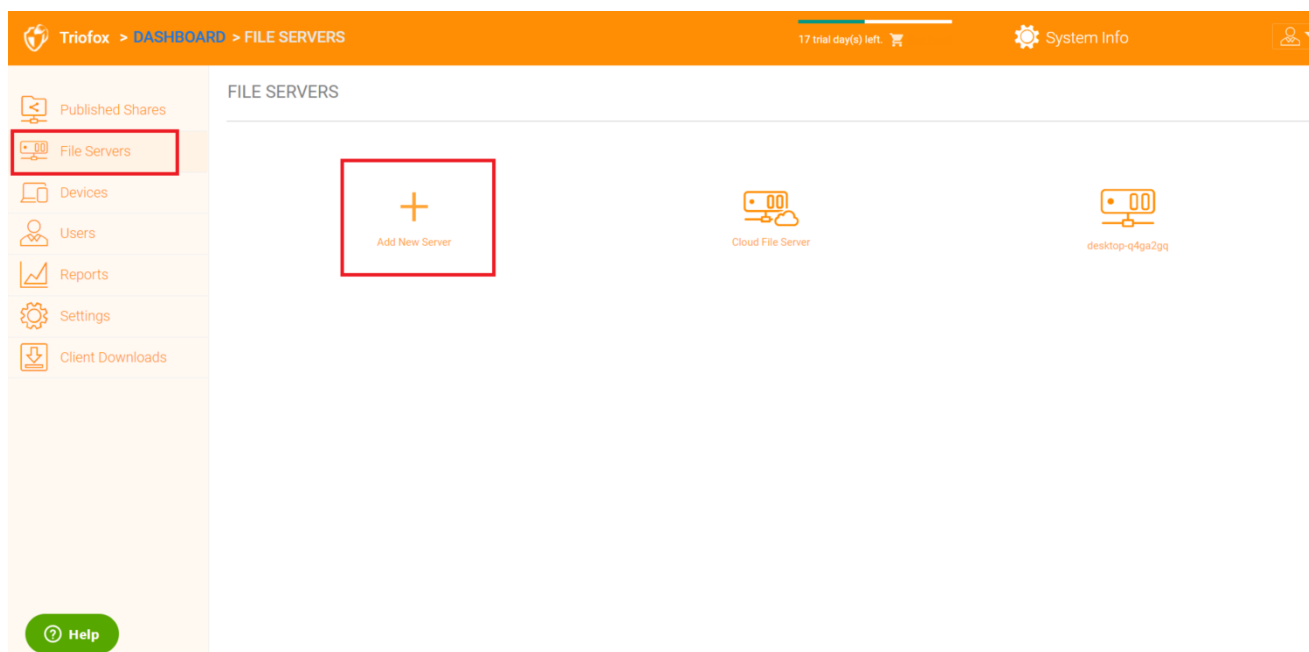 Triofox > DASHBOARD > FILE SERVERS
17 trial day(s) left.
System Info
Published Shares
File Servers
Devices
Users
Reports
Settings
Client Downloads
FILE SERVERS
Add New Server
Cloud File Server
desktop-q4ga2gq
? Help